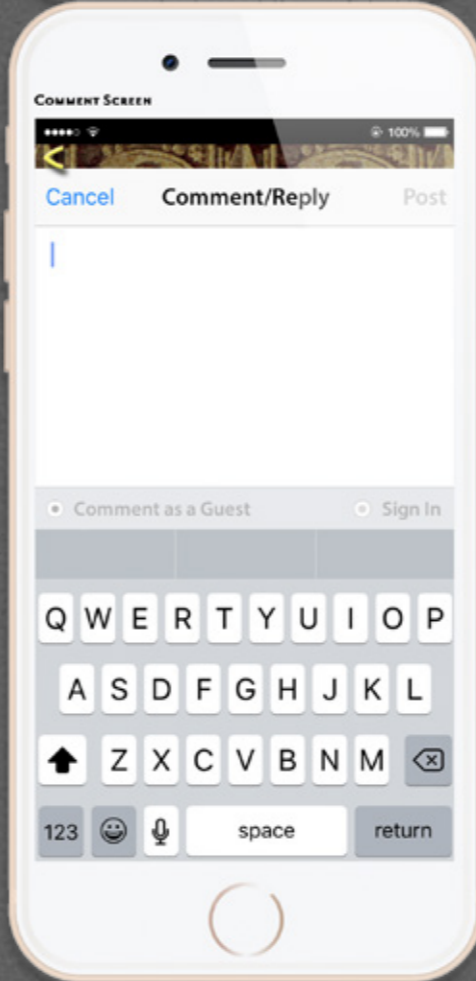 COMMENT SCREEN
100%
<
Cancel Comment/Reply Post
Comment as a Guest Sign In
Q W E R T Y U I O P
A S D F G H J K L
Z X C V B N M
123 space return